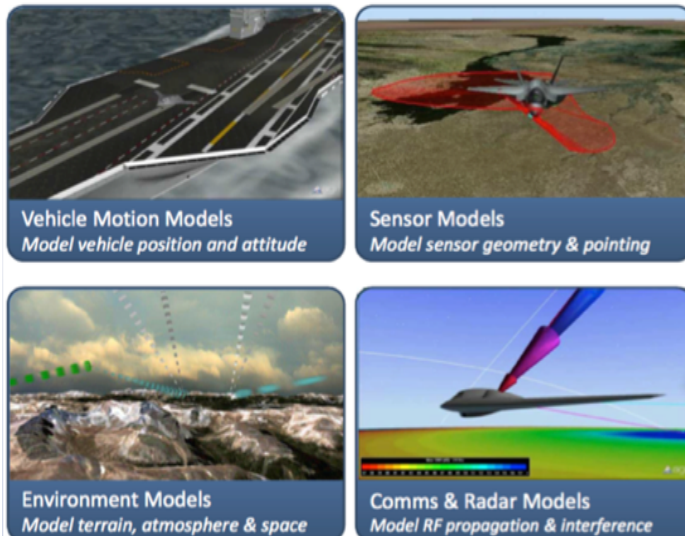 Vehicle Motion Models
Model vehicle position and attitude
Sensor Models
Model sensor geometry & pointing
Environment Models
Model terrain, atmosphere & space
Comms & Radar Models
Model RF propagation & interference